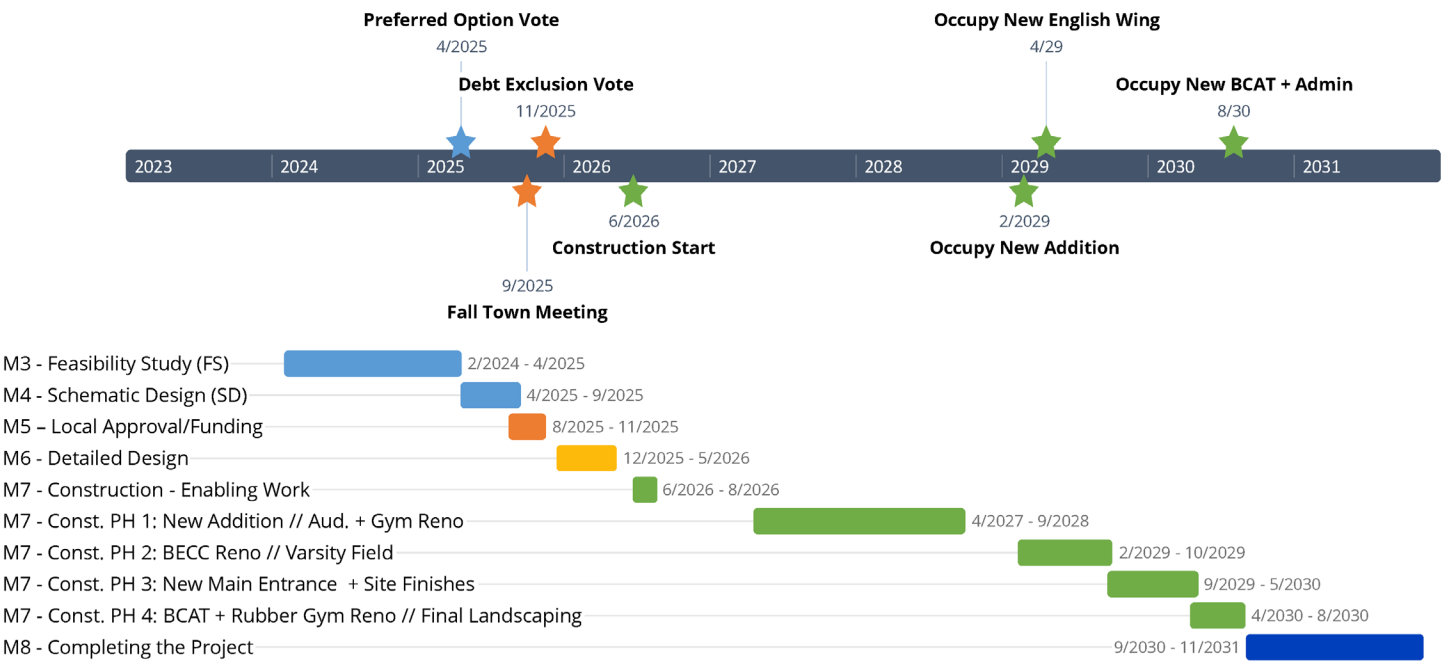 Preferred Option Vote
4/2025
Occupy New English Wing
4/29
Debt Exclusion Vote
11/2025
Occupy New BCAT + Admin
8/30
2023 2024 2025 2026 2027 2028 2029 2030 2031
6/2026
Construction Start
2/2029
Occupy New Addition
9/2025
Fall Town Meeting
M3 - Feasibility Study (FS) 2/2024 - 4/2025
M4 - Schematic Design (SD) 4/2025 - 9/2025
M5 – Local Approval/Funding 8/2025 - 11/2025
M6 - Detailed Design 12/2025 - 5/2026
M7 - Construction - Enabling Work 6/2026 - 8/2026
M7 - Const. PH 1: New Addition // Aud. + Gym Reno 4/2027 - 9/2028
M7 - Const. PH 2: BECC Reno // Varsity Field 2/2029 - 10/2029
M7 - Const. PH 3: New Main Entrance + Site Finishes 9/2029 - 5/2030
M7 - Const. PH 4: BCAT + Rubber Gym Reno // Final Landscaping 4/2030 - 8/2030
M8 - Completing the Project 9/2030 - 11/2031